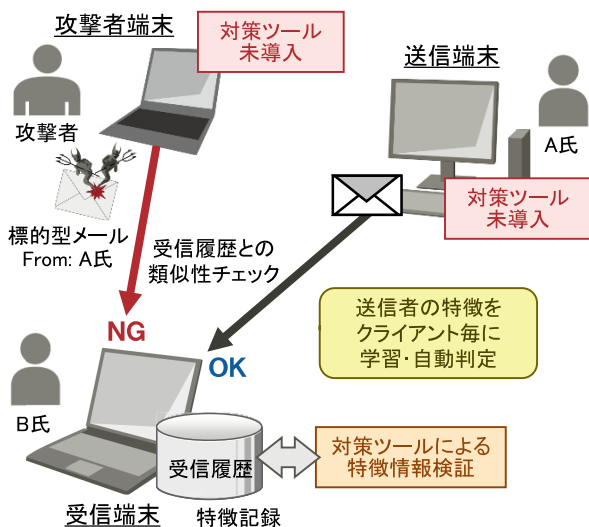 攻撃者端末
対策ツール
未導入
送信端末
攻撃者
A氏
対策ツール
未導入
標的型メール
From: A氏
受信履歴との
類似性チェック
送信者の特徴を
クライアント毎に
学習・自動判定
NG
OK
B氏
受信履歴
対策ツールによる
特徴情報検証
受信端末
特徴記録